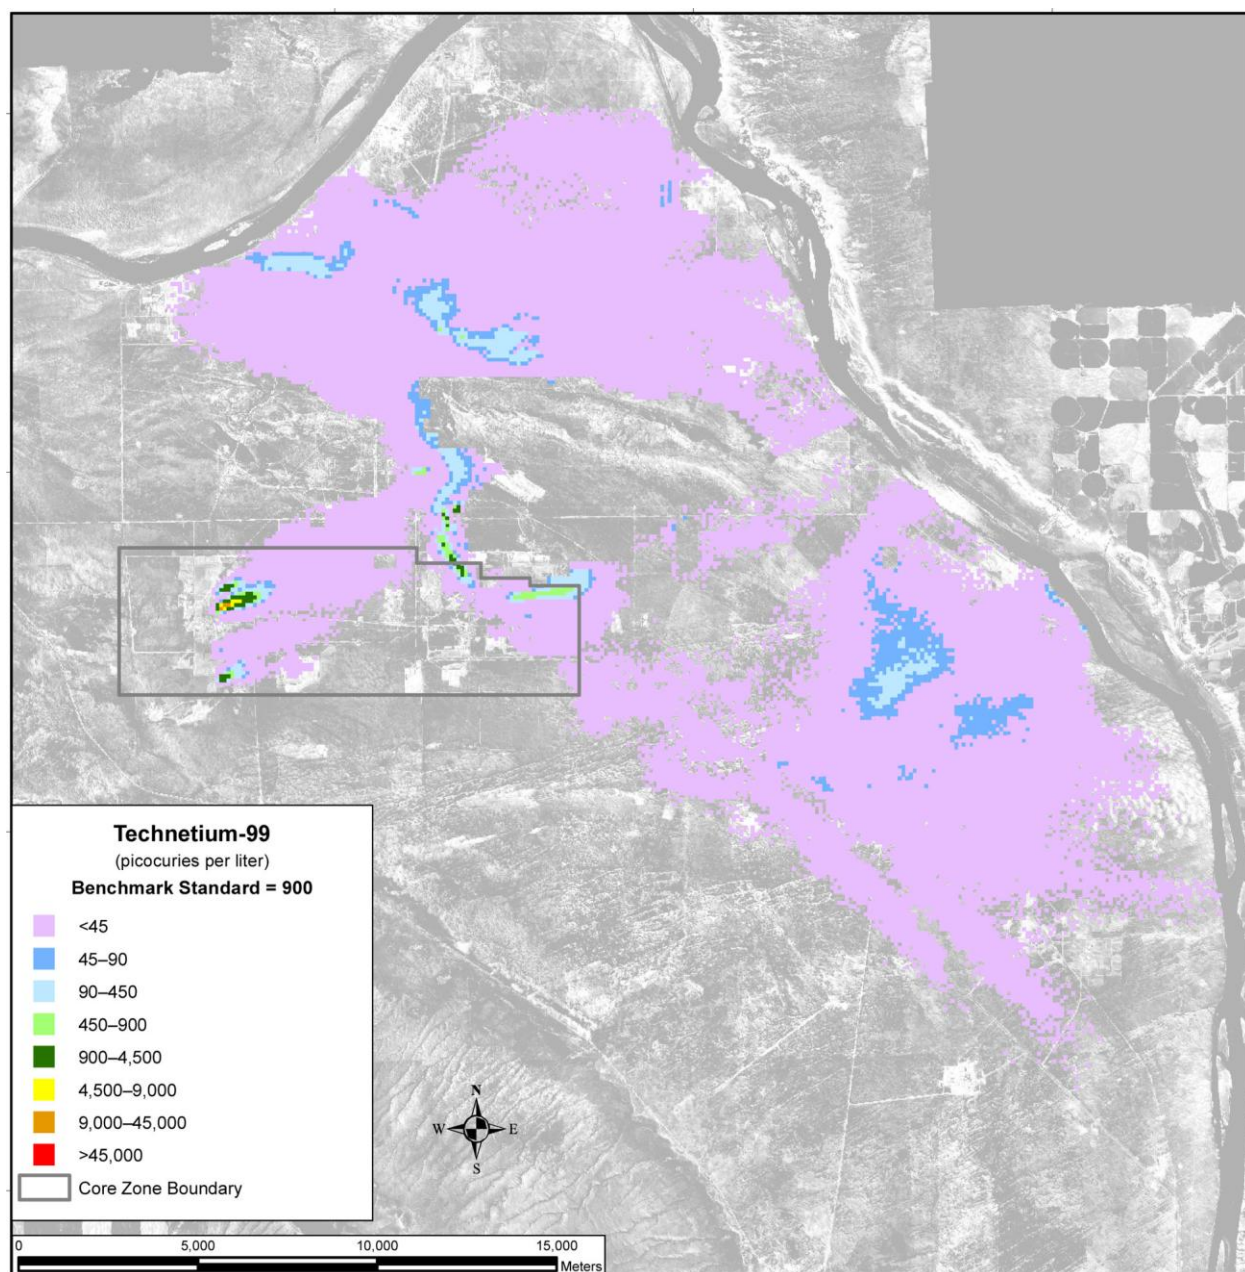 Technetium-99
(picocuries per liter)
Benchmark Standard = 900
<45
45–90
90–450
450–900
900–4,500
4,500–9,000
9,000–45,000
>45,000
Core Zone Boundary
N
W E
S
0 5,000 10,000 15,000
Meters